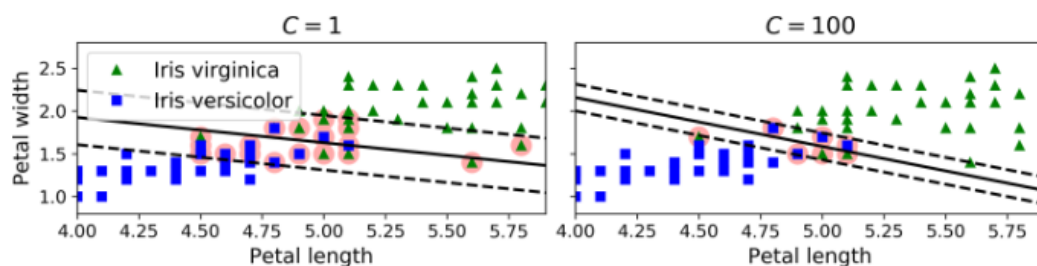 C = 1
Petal width
2.5
2.0
1.5
1.0
Iris virginica
Iris versicolor
4.00 4.25 4.50 4.75 5.00 5.25 5.50 5.75
Petal length
C = 100
4.00 4.25 4.50 4.75 5.00 5.25 5.50 5.75
Petal length